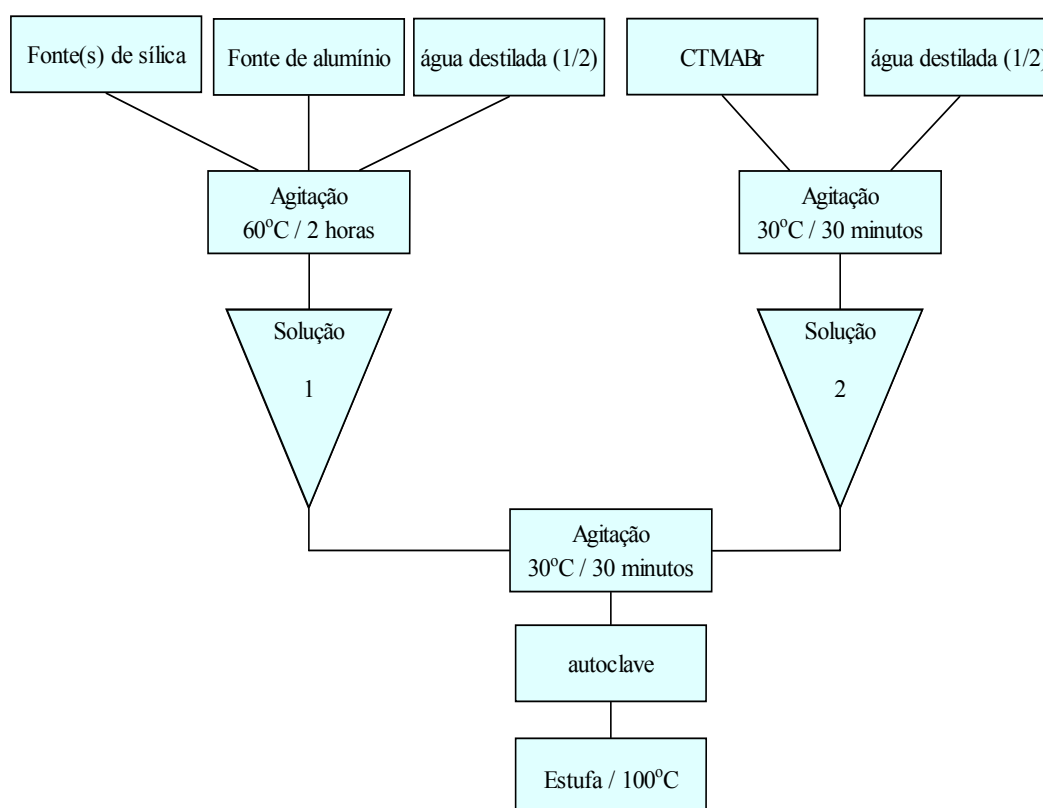 Fonte(s) de sílica
Fonte de alumínio
água destilada (1/2)
CTMABr
água destilada (1/2)
Agitação
60°C / 2 horas
Agitação
30°C / 30 minutos
Solução
1
Solução
2
Agitação
30°C / 30 minutos
autoclave
Estufa / 100°C